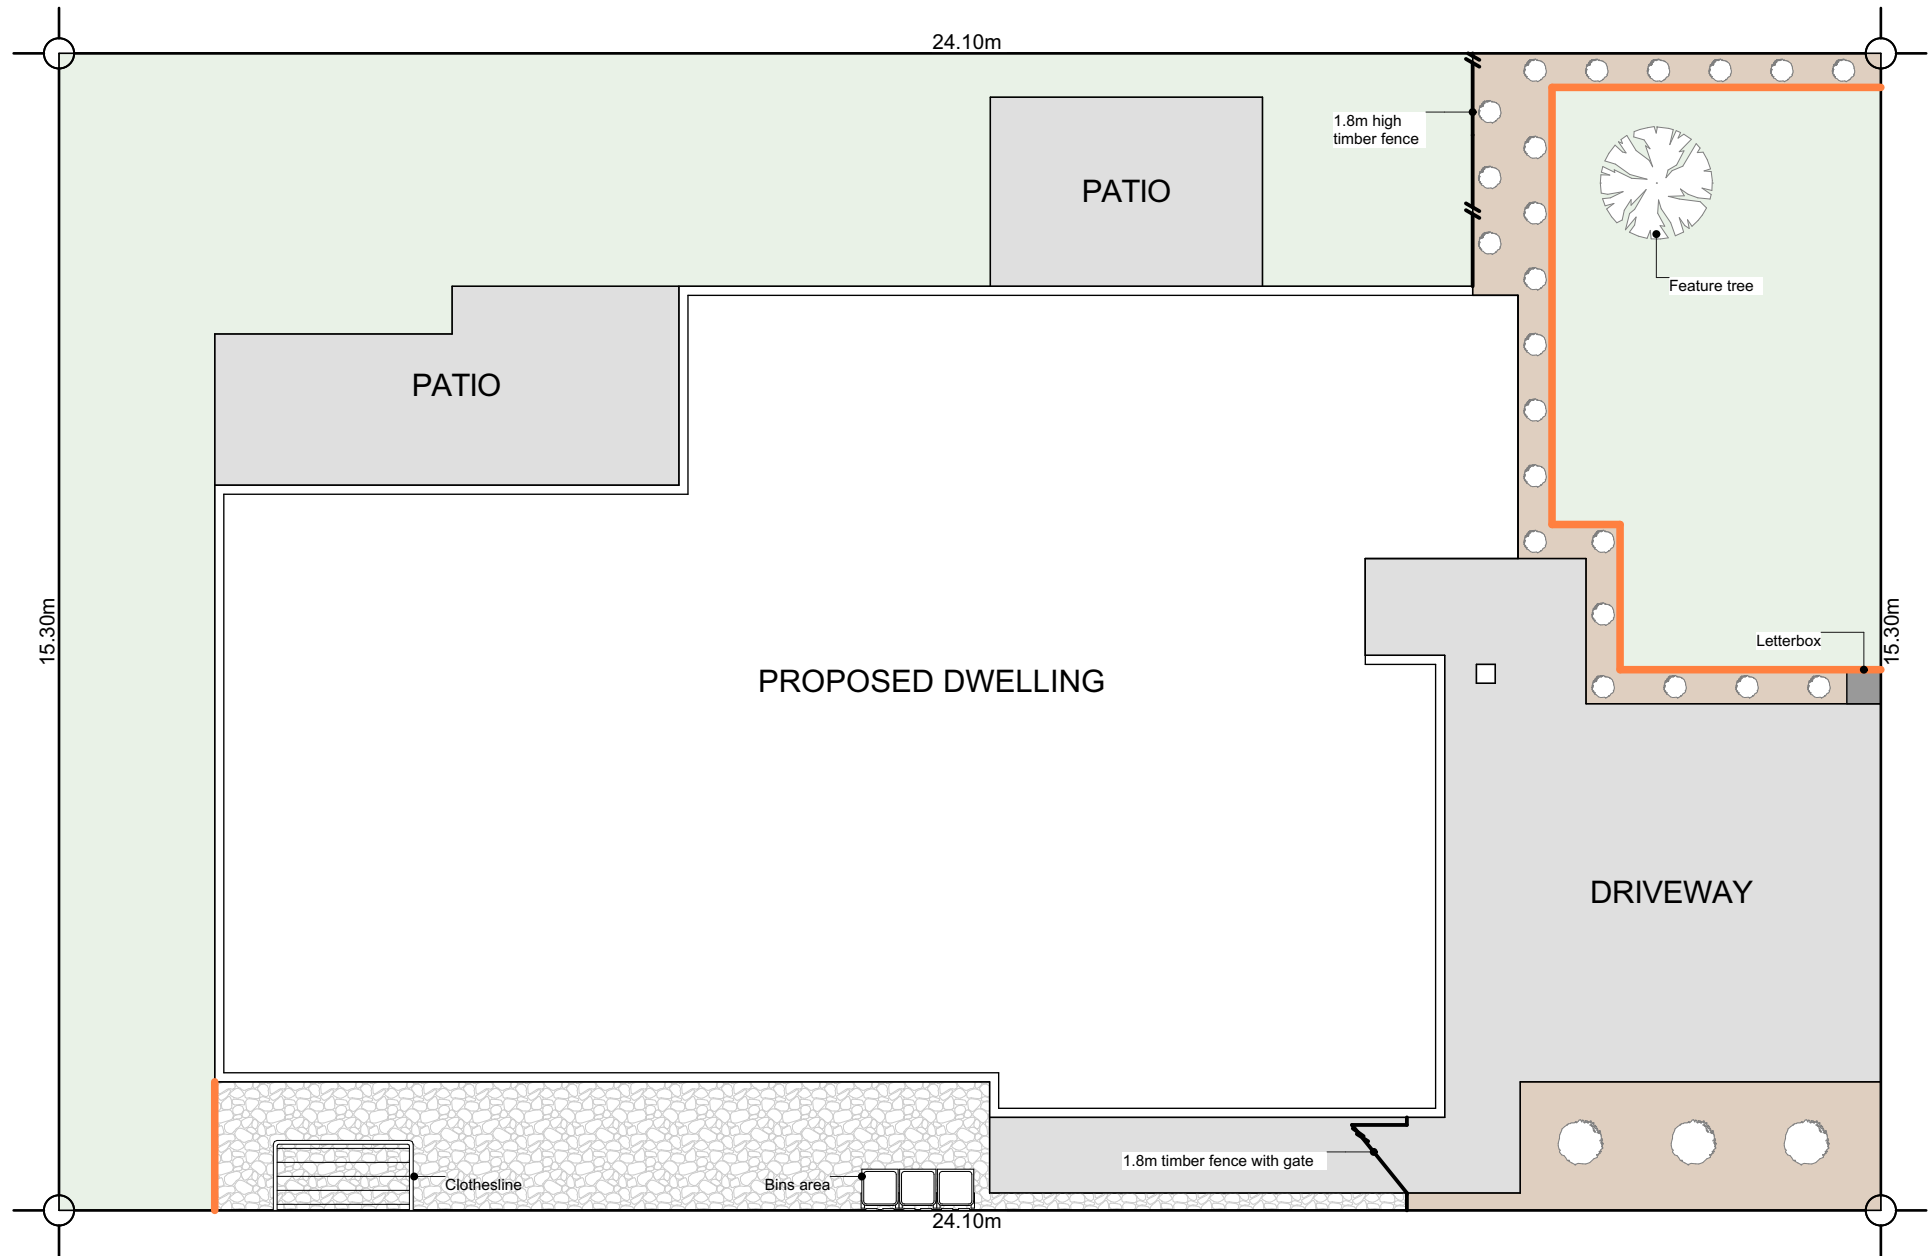 24.10m
1.8m high
timber fence
PATIO
Feature tree
PATIO
15.30m
15.30m
Letterbox
PROPOSED DWELLING
DRIVEWAY
1.8m timber fence with gate
Clothesline
Bins area
24.10m